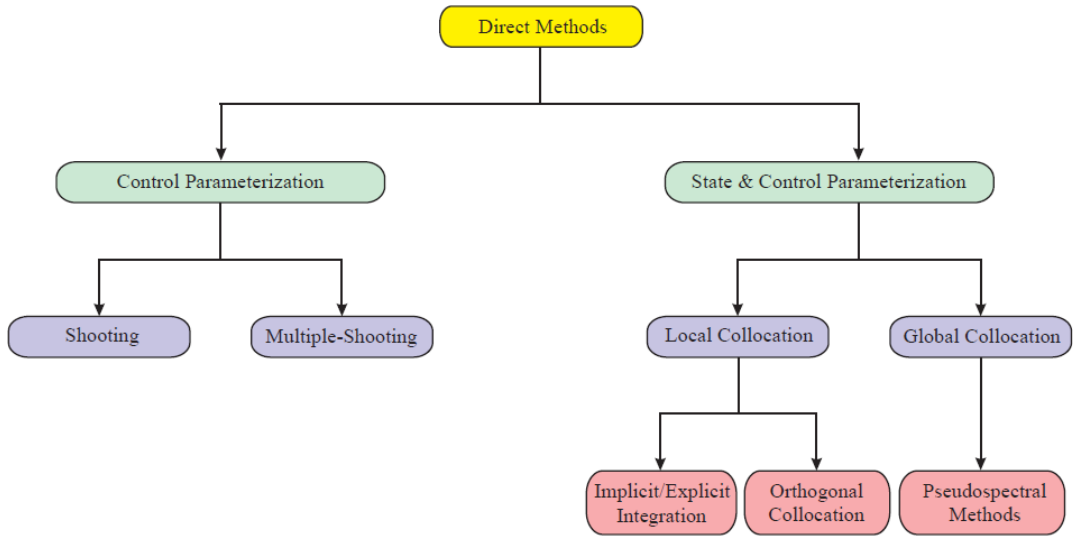 Direct Methods
Control Parameterization
State & Control Parameterization
Shooting
Multiple-Shooting
Local Collocation
Global Collocation
Implicit/Explicit
Integration
Orthogonal
Collocation
Pseudospectral
Methods